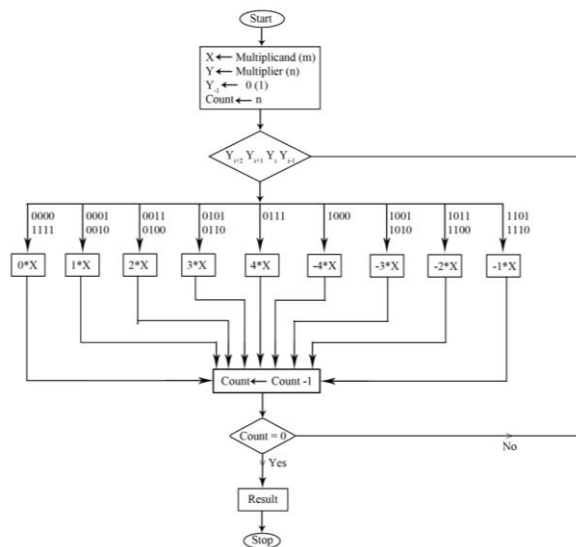 Start
X← Multiplicand (m)
Y← Multiplier (n)
Y-1← 0 (1)
Count← n
Yi+2 Yi+1 Yi Yi-1
0000 0001 0011 0101 0111 1000 1001 1011 1101
1111 0010 0100 0110 1010 1100 1110
0*X 1*X 2*X 3*X 4*X -4*X -3*X -2*X -1*X
Count← Count -1
Count = 0
No
Yes
Result
Stop